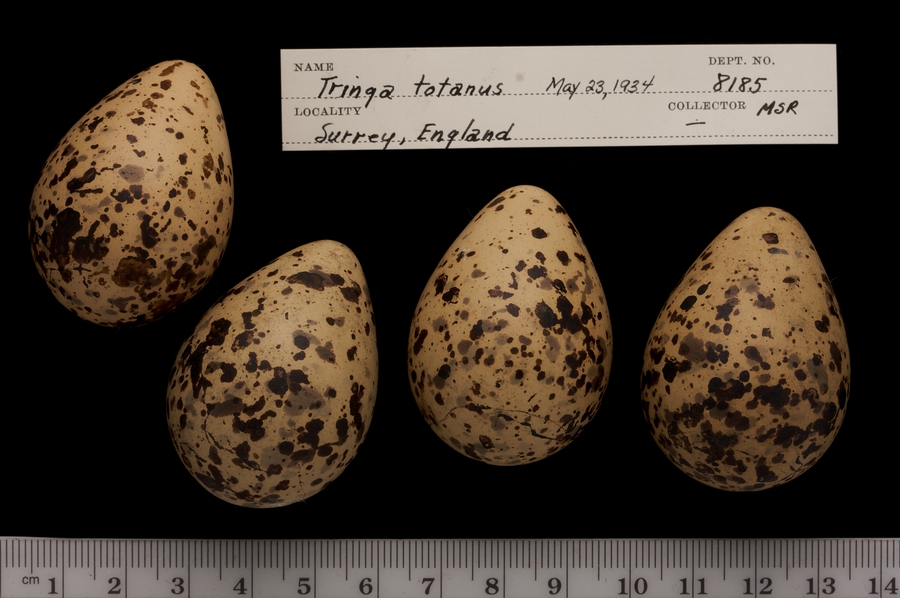 NAME DEPT. NO.
Tringa totanus May 23, 1934 8185
LOCALITY COLLECTOR MSR
Surrey, England —
cm 1 2 3 4 5 6 7 8 9 10 11 12 13 14